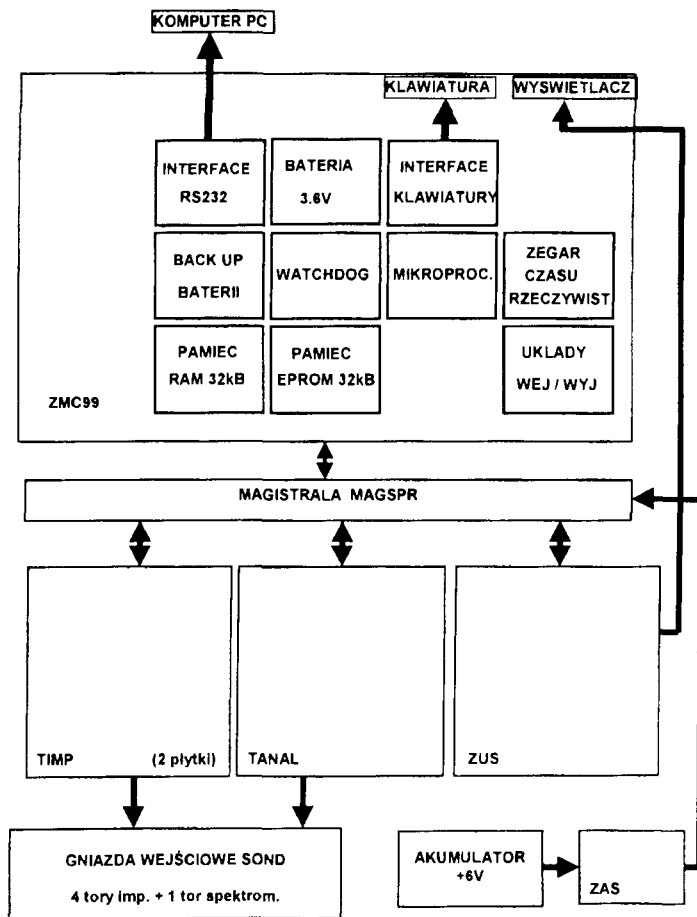 KOMPUTER PC
KLAWIATURA
WYSWIETLACZ
INTERFACE
RS232
BATERIA
3.6V
INTERFACE
KLAWIATURY
BACK UP
BATERII
WATCHDOG
MIKROPROC.
ZEGAR
CZASU
RZECZYWIST.
PAMIEC
RAM 32kB
PAMIEC
EPROM 32kB
UKLADY
WEJ / WYJ
ZMC99
MAGISTRALA MAGSPR
TIMP (2 płytki)
TANAL
ZUS
GNIAZDA WEJŚCIOWE SOND
4 tory imp. + 1 tor spektrom.
AKUMULATOR
+6V
ZAS